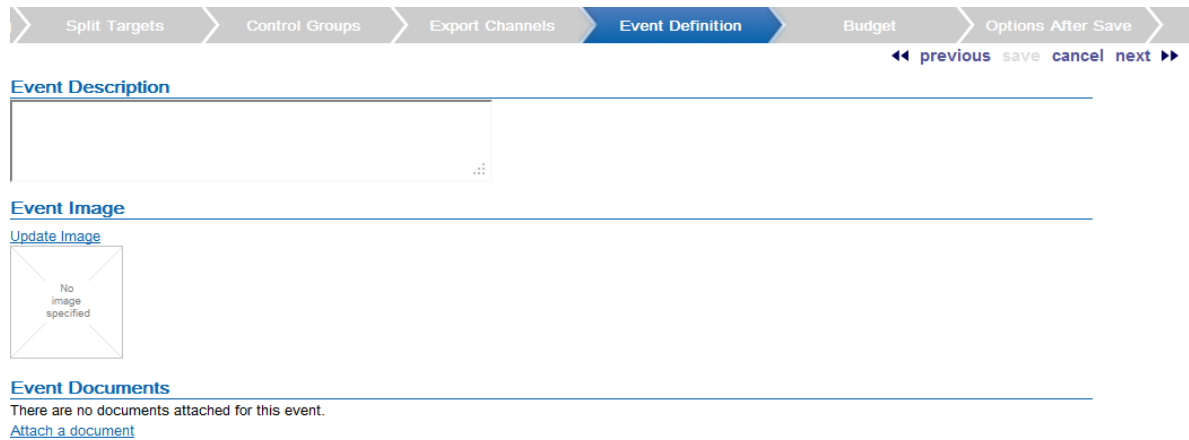 Split Targets Control Groups Export Channels Event Definition Budget Options After Save
previous save cancel next
Event Description
Event Image
Update Image
No
image
specified
Event Documents
There are no documents attached for this event.
Attach a document